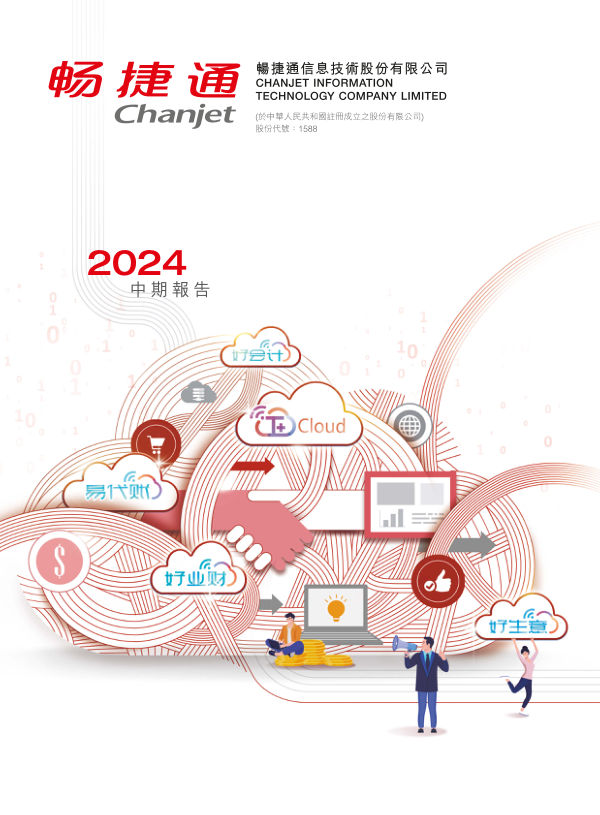 畅捷通
Chanjet
暢捷通信息技術股份有限公司
CHANJET INFORMATION
TECHNOLOGY COMPANY LIMITED
(於中華人民共和國註冊成立之股份有限公司)
股份代號：1588
2024
中期報告
好会计
T+ Cloud
易代账
好业财
$
好生意